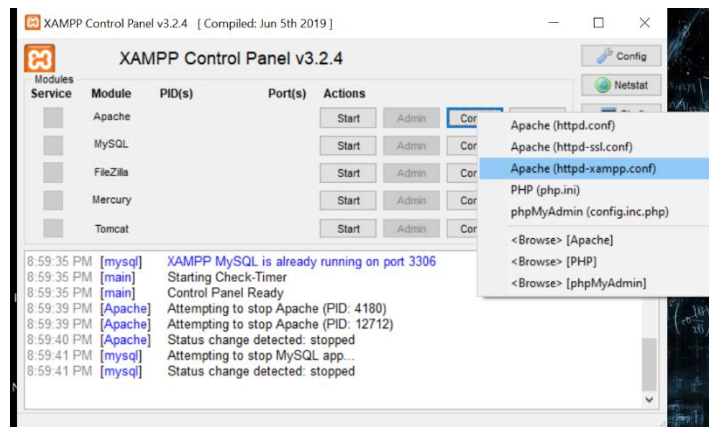 XAMPP Control Panel v3.2.4 [ Compiled: Jun 5th 2019 ]
XAMPP Control Panel v3.2.4
Config
Modules
Service Module PID(s) Port(s) Actions
Netstat
Apache Start Admin
MySQL Start Admin
FileZilla Start Admin
Mercury Start Admin
Tomcat Start Admin
Apache (httpd.conf)
Apache (httpd-ssl.conf)
Apache (httpd-xampp.conf)
PHP (php.ini)
phpMyAdmin (config.inc.php)
<Browse> [Apache]
<Browse> [PHP]
<Browse> [phpMyAdmin]
8:59:35 PM [mysql] XAMPP MySQL is already running on port 3306
8:59:35 PM [main] Starting Check-Timer
8:59:35 PM [main] Control Panel Ready
8:59:39 PM [Apache] Attempting to stop Apache (PID: 4180)
8:59:39 PM [Apache] Attempting to stop Apache (PID: 12712)
8:59:40 PM [Apache] Status change detected: stopped
8:59:41 PM [mysql] Attempting to stop MySQL app...
8:59:41 PM [mysql] Status change detected: stopped